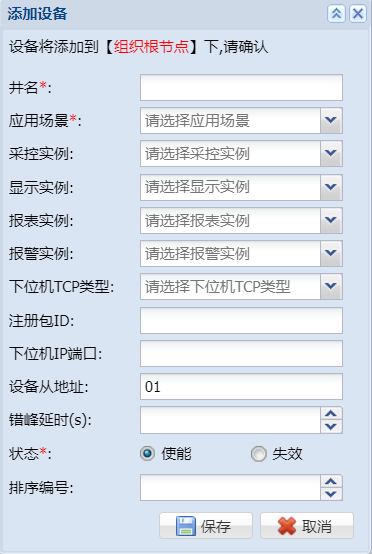 添加设备
设备将添加到【组织根节点】下,请确认
井名*:
应用场景*: 请选择应用场景
采控实例: 请选择采控实例
显示实例: 请选择显示实例
报表实例: 请选择报表实例
报警实例: 请选择报警实例
下位机TCP类型: 请选择下位机TCP类型
注册包ID:
下位机IP端口:
设备从地址: 01
错峰延时(s):
状态*: 使能 失效
排序编号:
保存 取消